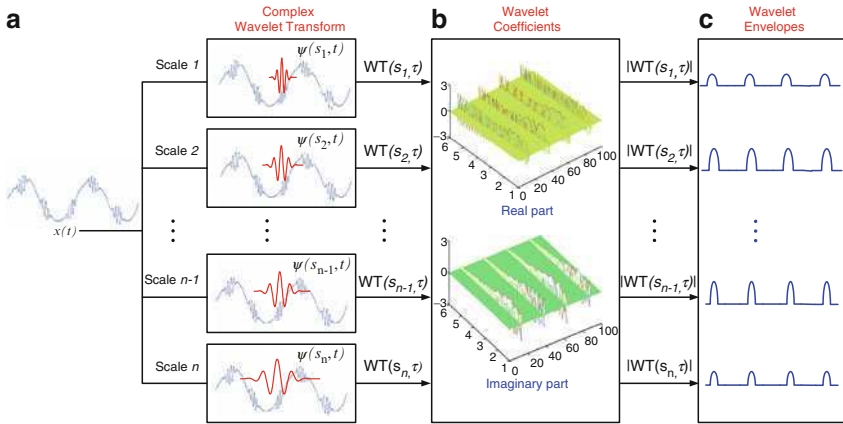 a
Complex
Wavelet Transform
b
Wavelet
Coefficients
c
Wavelet
Envelopes
Scale 1
ψ(s1,t)
WT(s1,τ)
|WT(s1,τ)|
Scale 2
ψ(s2,t)
WT(s2,τ)
|WT(s2,τ)|
3
0
−3
6
5
4
3
2
1
0
20
40
60
80
100
Real part
x(t)
Scale n-1
ψ(sn-1,t)
WT(sn-1,τ)
|WT(sn-1,τ)|
3
0
−3
6
5
4
3
2
1
0
20
40
60
80
100
Imaginary part
Scale n
ψ(sn,t)
WT(sn,τ)
|WT(sn,τ)|